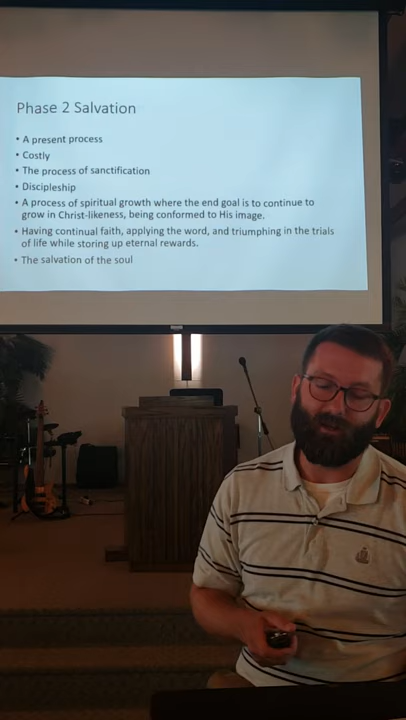 Phase 2 Salvation
• A present process
• Costly
• The process of sanctification
• Discipleship
• A process of spiritual growth where the end goal is to continue to
grow in Christ-likeness, being conformed to His image.
• Having continual faith, applying the word, and triumphing in the trials
of life while storing up eternal rewards.
• The salvation of the soul